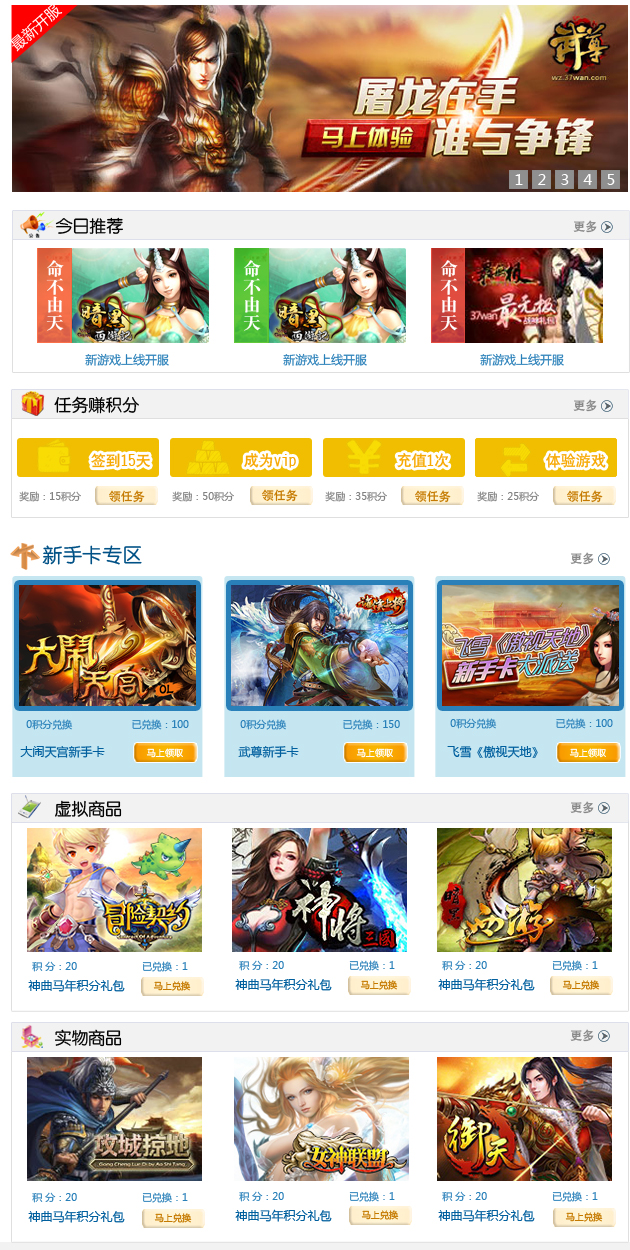 最新开服
武尊
wz.37wan.com
屠龙在手
马上体验
谁与争锋
1 2 3 4 5
今日推荐
更多
命不由天
暗黑西游记
命不由天
暗黑西游记
最无极
37wan
战神礼包
新游戏上线开服
新游戏上线开服
新游戏上线开服
任务赚积分
更多
签到15天
成为vip
充值1次
体验游戏
奖励：15积分
领任务
奖励：50积分
领任务
奖励：35积分
领任务
奖励：25积分
领任务
新手卡专区
更多
大闹天宫
OL
飞雪《傲视天地》
新手卡大派送
0积分兑换
已兑换：100
0积分兑换
已兑换：150
0积分兑换
已兑换：100
大闹天宫新手卡
马上领取
武尊新手卡
马上领取
飞雪《傲视天地》
马上领取
虚拟商品
更多
冒险契约
神将三国
暗黑西游
积 分：20
已兑换：1
积 分：20
已兑换：1
积 分：20
已兑换：1
神曲马年积分礼包
马上兑换
神曲马年积分礼包
马上兑换
神曲马年积分礼包
马上兑换
实物商品
更多
攻城掠地
Gong Cheng Lue Di by Ao Shi Tang
女神联盟
御天
积 分：20
已兑换：1
积 分：20
已兑换：1
积 分：20
已兑换：1
神曲马年积分礼包
马上兑换
神曲马年积分礼包
马上兑换
神曲马年积分礼包
马上兑换